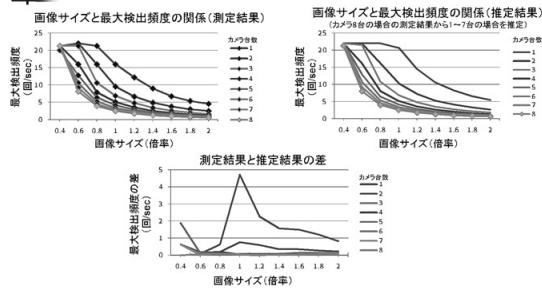 画像サイズと最大検出頻度の関係(測定結果)
最大検出頻度
(回/sec)
25
20
15
10
5
0
0.4 0.6 0.8 1 1.2 1.4 1.6 1.8 2
画像サイズ(倍率)
カメラ台数
1
2
3
4
5
6
7
8
画像サイズと最大検出頻度の関係(推定結果)
(カメラ8台の場合の測定結果から1〜7台の場合を推定)
最大検出頻度
(回/sec)
25
20
15
10
5
0
0.4 0.6 0.8 1 1.2 1.4 1.6 1.8 2
画像サイズ(倍率)
カメラ台数
1
2
3
4
5
6
7
8
測定結果と推定結果の差
最大検出頻度の差
(回/sec)
5
4
3
2
1
0
0.4 0.6 0.8 1 1.2 1.4 1.6 1.8 2
画像サイズ(倍率)
カメラ台数
1
2
3
4
5
6
7
8